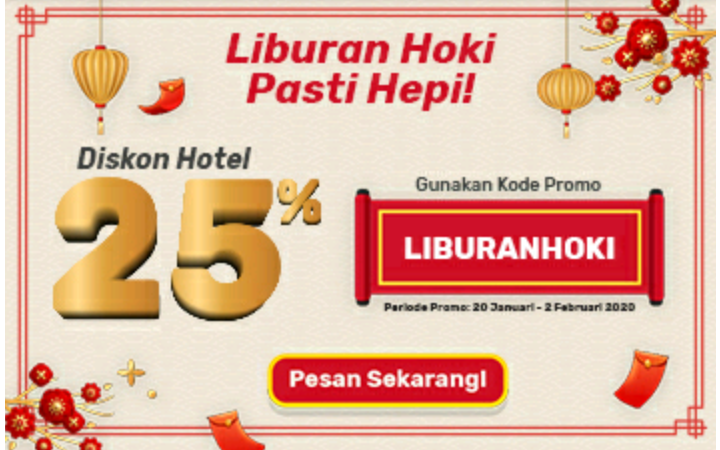 Liburan Hoki
Pasti Hepi!
Diskon Hotel
25%
Gunakan Kode Promo
LIBURANHOKI
Periode Promo: 20 Januari - 2 Februari 2020
Pesan Sekarang!